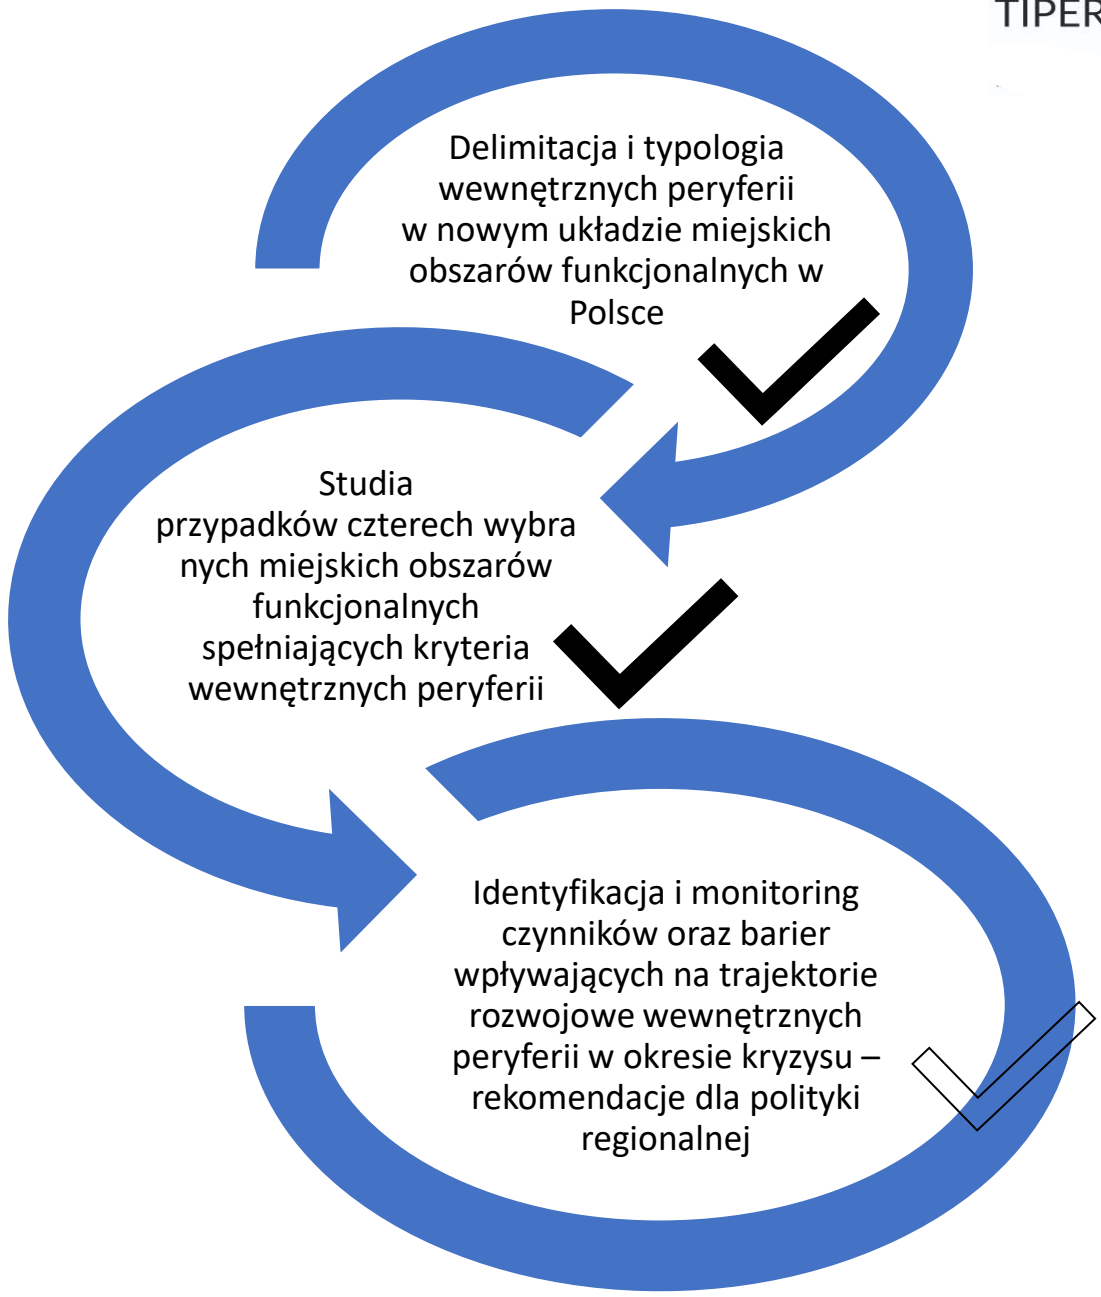 TIPER
Delimitacja i typologia
wewnętrznych peryferii
w nowym układzie miejskich
obszarów funkcjonalnych w
Polsce
Studia
przypadków czterech wybra
nych miejskich obszarów
funkcjonalnych
spełniających kryteria
wewnętrznych peryferii
Identyfikacja i monitoring
czynników oraz barier
wpływających na trajektorie
rozwojowe wewnętrznych
peryferii w okresie kryzysu –
rekomendacje dla polityki
regionalnej